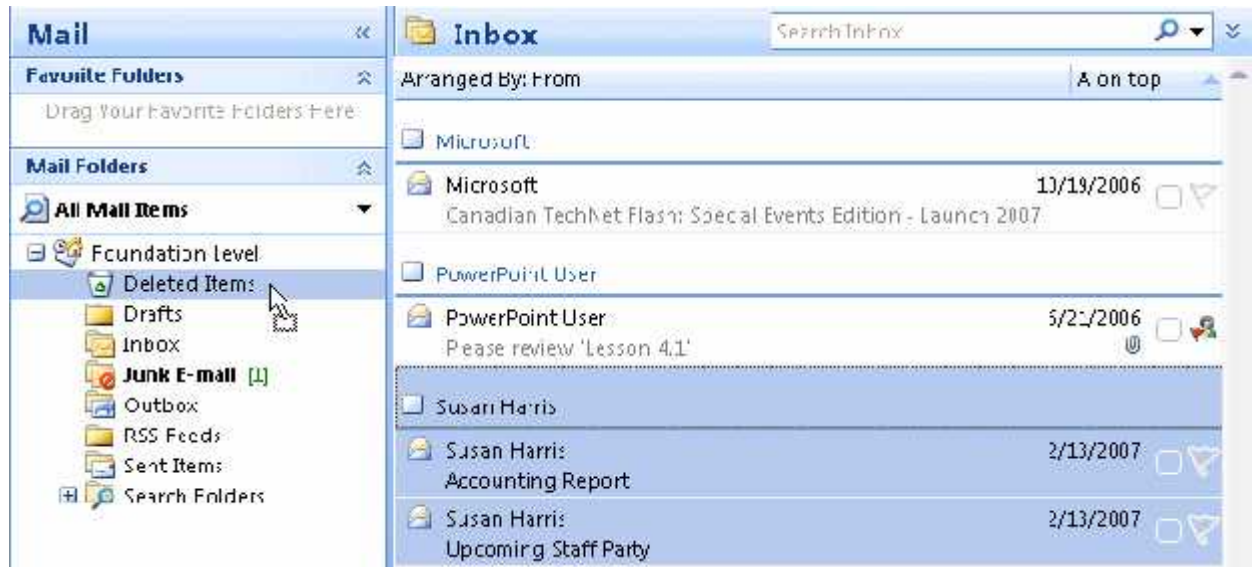 Mail
Favorite Folders
Drag Your Favorite Folders Here
Mail Folders
All Mail Items
Foundation Level
Deleted Items
Drafts
Inbox
Junk E-mail [1]
Outbox
RSS Feeds
Sent Items
Search Folders
Inbox
Search Inbox
Arranged By: From
A on top
Microsoft
Microsoft 10/19/2006
Canadian TechNet Flash: Special Events Edition - Launch 2007
PowerPoint User
PowerPoint User
/21/2006
Please review 'Lesson 4.1'
Susan Harris
Susan Harris 2/13/2007
Accounting Report
Susan Harris 2/13/2007
Upcoming Staff Party